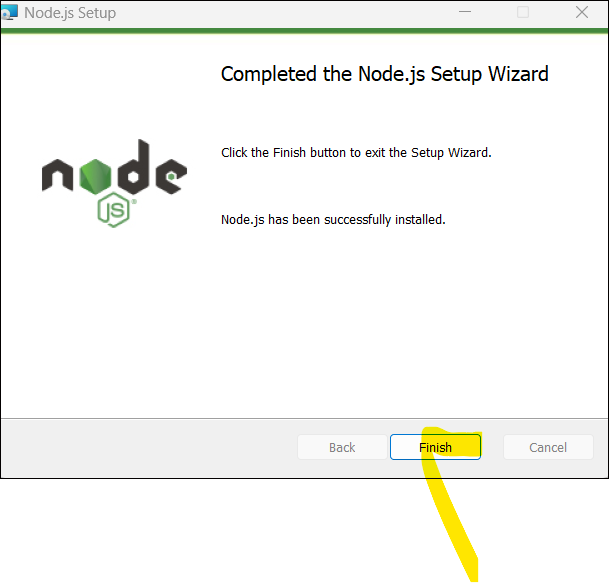 Node.js Setup
Completed the Node.js Setup Wizard
node
JS®
Click the Finish button to exit the Setup Wizard.
Node.js has been successfully installed.
Back
Finish
Cancel